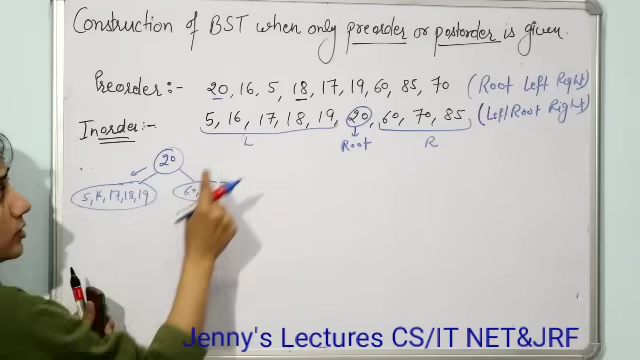 Construction of BST when only preorder or postorder is given.
Preorder:- 20, 16, 5, 18, 17, 19, 60, 85, 70 (Root Left Right)
Inorder:- 5, 16, 17, 18, 19, 20, 60, 70, 85 (Left Root Right)
L Root R
20
5, 16, 17, 18, 19 60,
Jenny's Lectures CS/IT NET&JRF